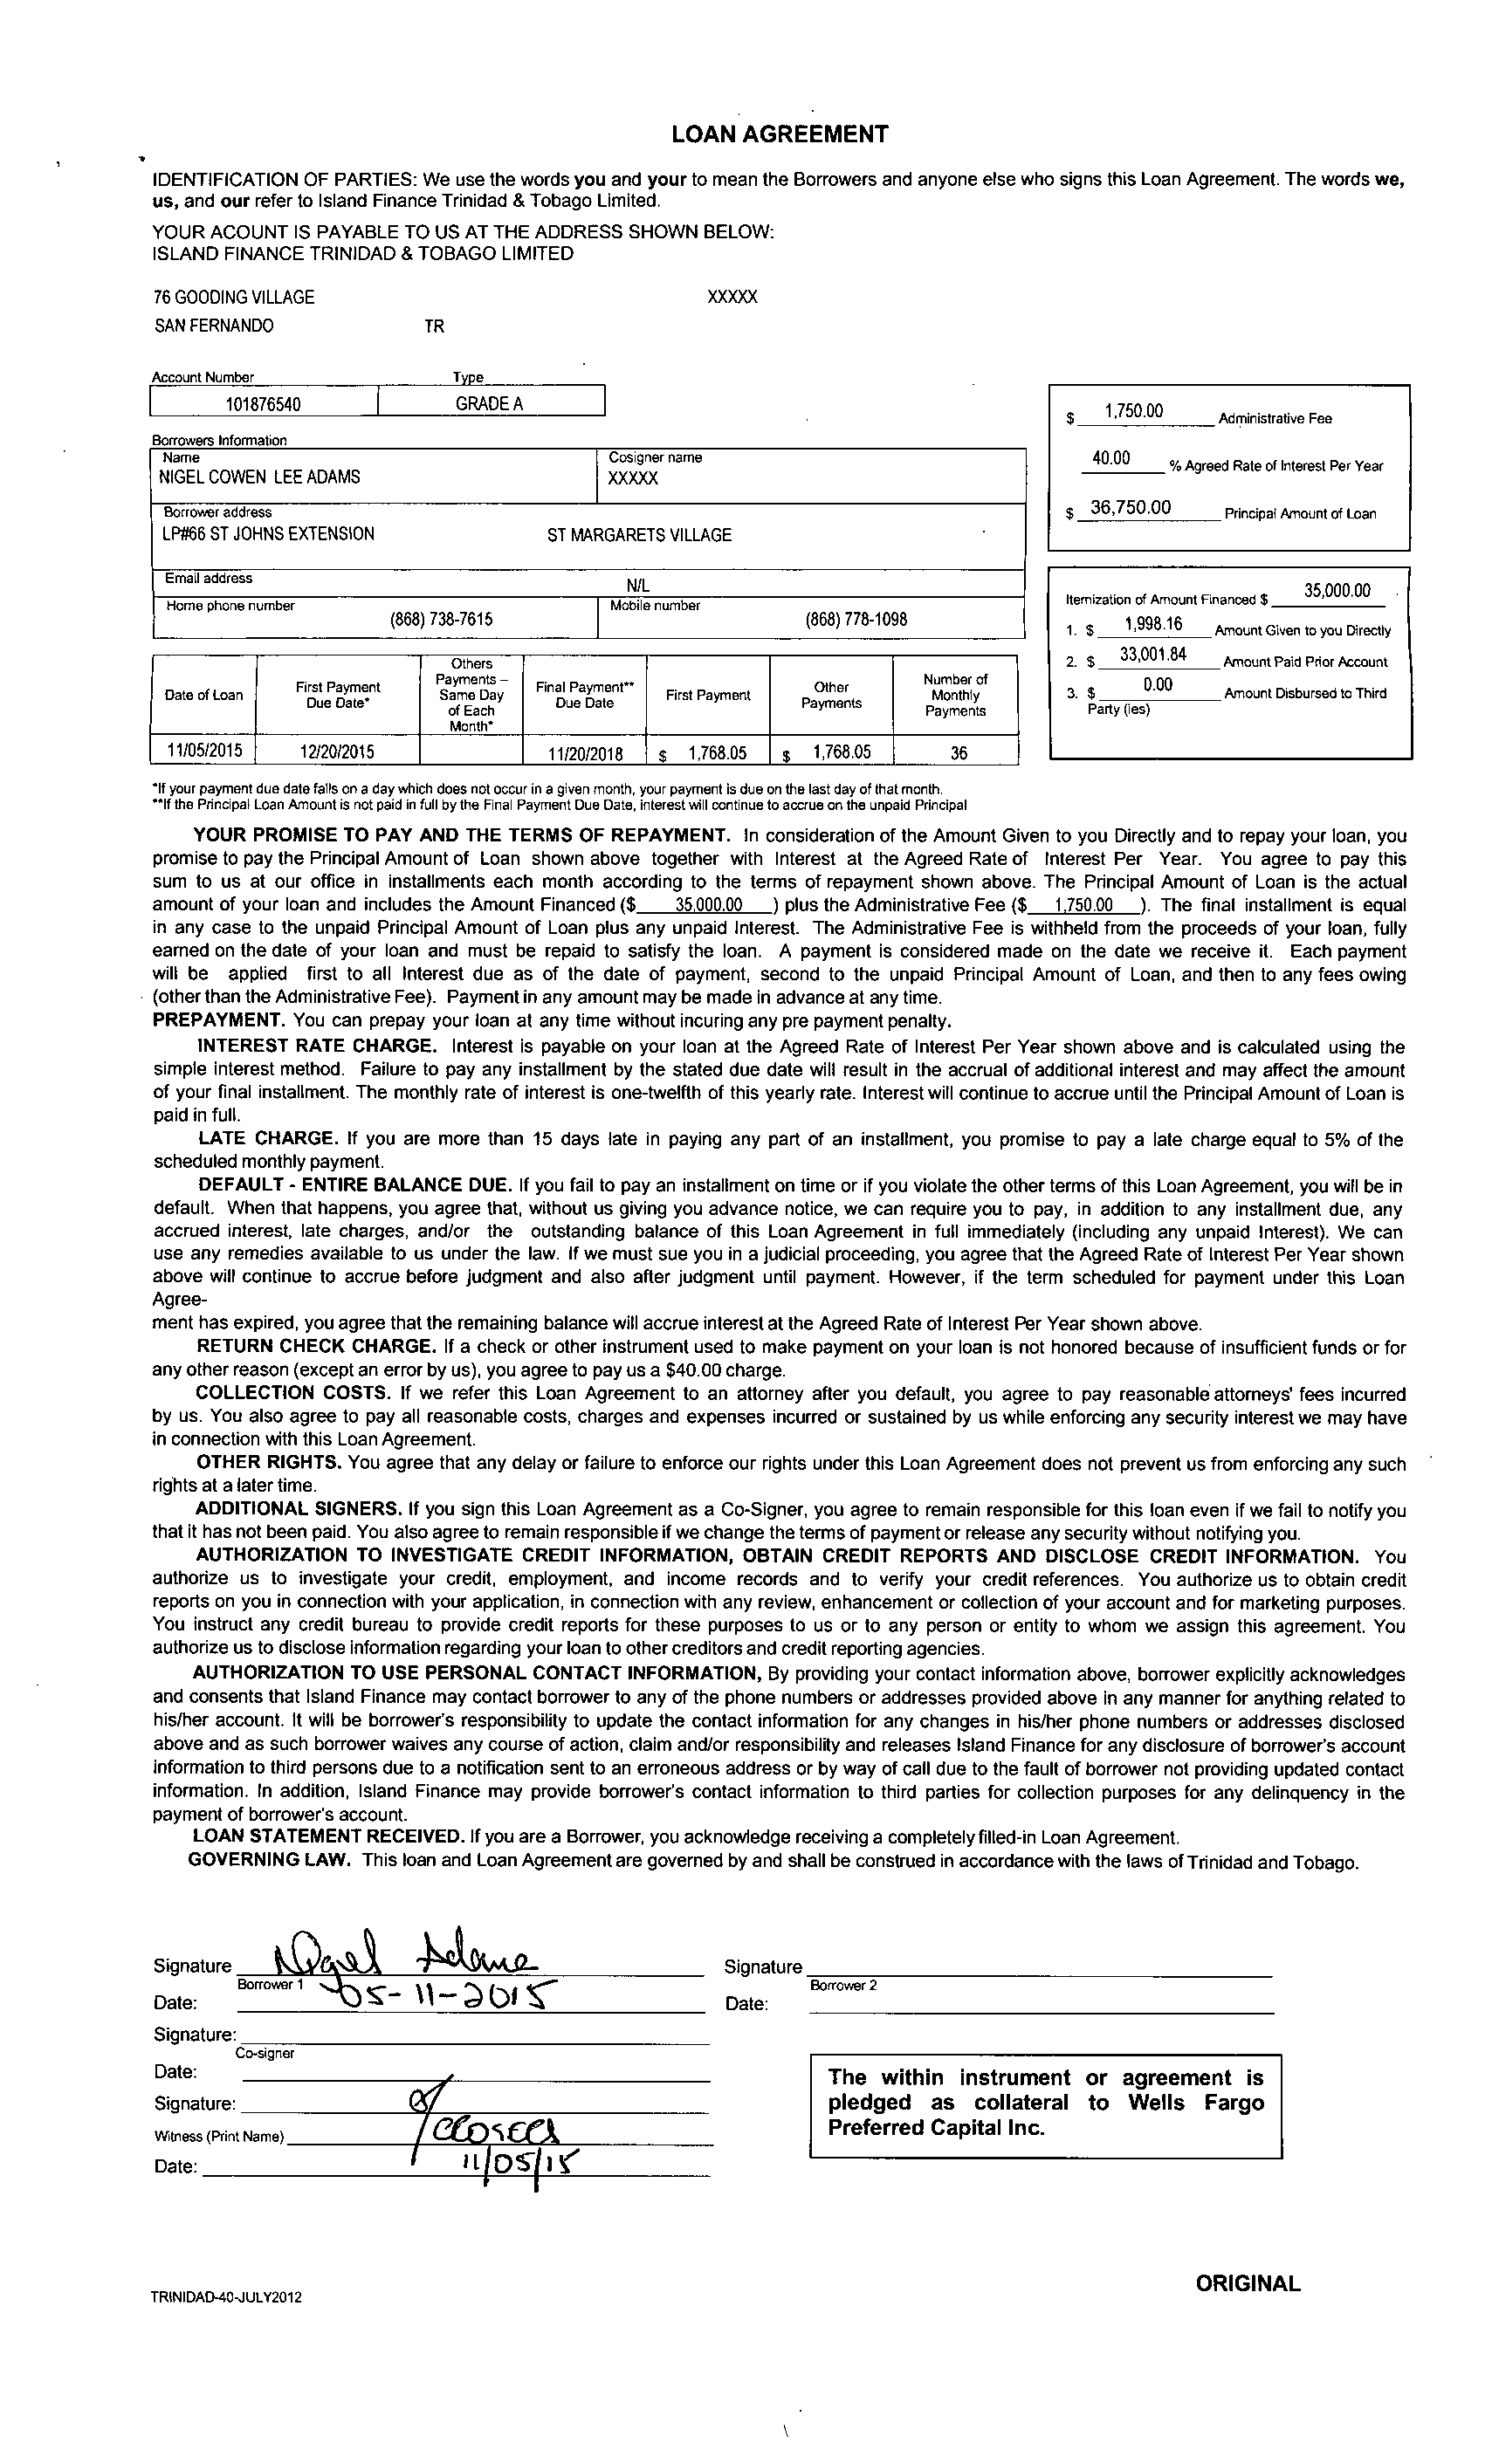 LOAN AGREEMENT
IDENTIFICATION OF PARTIES: We use the words you and your to mean the Borrowers and anyone else who signs this Loan Agreement. The words we,
us, and our refer to Island Finance Trinidad & Tobago Limited.
YOUR ACOUNT IS PAYABLE TO US AT THE ADDRESS SHOWN BELOW:
ISLAND FINANCE TRINIDAD & TOBAGO LIMITED
76 GOODING VILLAGE XXXXX
SAN FERNANDO TR
Account Number Type
101876540 GRADE A
$ 1,750.00 Administrative Fee
Borrowers Information
Name Cosigner name
NIGEL COWEN LEE ADAMS XXXXX
40.00 % Agreed Rate of Interest Per Year
Borrower address
LP#66 ST JOHNS EXTENSION ST MARGARETS VILLAGE
$ 36,750.00 Principal Amount of Loan
Email address N/L
Home phone number (868) 738-7615 Mobile number (868) 778-1098
Itemization of Amount Financed $ 35,000.00
1. $ 1,998.16 Amount Given to you Directly
2. $ 33,001.84 Amount Paid Prior Account
3. $ 0.00 Amount Disbursed to Third
Party (ies)
Date of Loan First Payment Due Date* Others Payments – Same Day of Each Month* Final Payment** Due Date First Payment Other Payments Number of Monthly Payments
11/05/2015 12/20/2015 11/20/2018 $ 1,768.05 $ 1,768.05 36
*If your payment due date falls on a day which does not occur in a given month, your payment is due on the last day of that month.
**If the Principal Loan Amount is not paid in full by the Final Payment Due Date, interest will continue to accrue on the unpaid Principal
YOUR PROMISE TO PAY AND THE TERMS OF REPAYMENT. In consideration of the Amount Given to you Directly and to repay your loan, you
promise to pay the Principal Amount of Loan shown above together with Interest at the Agreed Rate of Interest Per Year. You agree to pay this
sum to us at our office in installments each month according to the terms of repayment shown above. The Principal Amount of Loan is the actual
amount of your loan and includes the Amount Financed ($ 35,000.00 ) plus the Administrative Fee ($ 1,750.00 ). The final installment is equal
in any case to the unpaid Principal Amount of Loan plus any unpaid Interest. The Administrative Fee is withheld from the proceeds of your loan, fully
earned on the date of your loan and must be repaid to satisfy the loan. A payment is considered made on the date we receive it. Each payment
will be applied first to all Interest due as of the date of payment, second to the unpaid Principal Amount of Loan, and then to any fees owing
(other than the Administrative Fee). Payment in any amount may be made in advance at any time.
PREPAYMENT. You can prepay your loan at any time without incuring any pre payment penalty.
INTEREST RATE CHARGE. Interest is payable on your loan at the Agreed Rate of Interest Per Year shown above and is calculated using the
simple interest method. Failure to pay any installment by the stated due date will result in the accrual of additional interest and may affect the amount
of your final installment. The monthly rate of interest is one-twelfth of this yearly rate. Interest will continue to accrue until the Principal Amount of Loan is
paid in full.
LATE CHARGE. If you are more than 15 days late in paying any part of an installment, you promise to pay a late charge equal to 5% of the
scheduled monthly payment.
DEFAULT - ENTIRE BALANCE DUE. If you fail to pay an installment on time or if you violate the other terms of this Loan Agreement, you will be in
default. When that happens, you agree that, without us giving you advance notice, we can require you to pay, in addition to any installment due, any
accrued interest, late charges, and/or the outstanding balance of this Loan Agreement in full immediately (including any unpaid Interest). We can
use any remedies available to us under the law. If we must sue you in a judicial proceeding, you agree that the Agreed Rate of Interest Per Year shown
above will continue to accrue before judgment and also after judgment until payment. However, if the term scheduled for payment under this Loan
Agree-
ment has expired, you agree that the remaining balance will accrue interest at the Agreed Rate of Interest Per Year shown above.
RETURN CHECK CHARGE. If a check or other instrument used to make payment on your loan is not honored because of insufficient funds or for
any other reason (except an error by us), you agree to pay us a $40.00 charge.
COLLECTION COSTS. If we refer this Loan Agreement to an attorney after you default, you agree to pay reasonable attorneys' fees incurred
by us. You also agree to pay all reasonable costs, charges and expenses incurred or sustained by us while enforcing any security interest we may have
in connection with this Loan Agreement.
OTHER RIGHTS. You agree that any delay or failure to enforce our rights under this Loan Agreement does not prevent us from enforcing any such
rights at a later time.
ADDITIONAL SIGNERS. If you sign this Loan Agreement as a Co-Signer, you agree to remain responsible for this loan even if we fail to notify you
that it has not been paid. You also agree to remain responsible if we change the terms of payment or release any security without notifying you.
AUTHORIZATION TO INVESTIGATE CREDIT INFORMATION, OBTAIN CREDIT REPORTS AND DISCLOSE CREDIT INFORMATION. You
authorize us to investigate your credit, employment, and income records and to verify your credit references. You authorize us to obtain credit
reports on you in connection with your application, in connection with any review, enhancement or collection of your account and for marketing purposes.
You instruct any credit bureau to provide credit reports for these purposes to us or to any person or entity to whom we assign this agreement. You
authorize us to disclose information regarding your loan to other creditors and credit reporting agencies.
AUTHORIZATION TO USE PERSONAL CONTACT INFORMATION, By providing your contact information above, borrower explicitly acknowledges
and consents that Island Finance may contact borrower to any of the phone numbers or addresses provided above in any manner for anything related to
his/her account. It will be borrower's responsibility to update the contact information for any changes in his/her phone numbers or addresses disclosed
above and as such borrower waives any course of action, claim and/or responsibility and releases Island Finance for any disclosure of borrower's account
information to third persons due to a notification sent to an erroneous address or by way of call due to the fault of borrower not providing updated contact
information. In addition, Island Finance may provide borrower's contact information to third parties for collection purposes for any delinquency in the
payment of borrower's account.
LOAN STATEMENT RECEIVED. If you are a Borrower, you acknowledge receiving a completely filled-in Loan Agreement.
GOVERNING LAW. This loan and Loan Agreement are governed by and shall be construed in accordance with the laws of Trinidad and Tobago.
Signature Nigel Adams Signature
Borrower 1 Borrower 2
Date: 05-11-2015 Date:
Signature:
Co-signer
Date:
Signature:
Witness (Print Name) Closed
Date: 11/05/15
The within instrument or agreement is
pledged as collateral to Wells Fargo
Preferred Capital Inc.
ORIGINAL
TRINIDAD-40-JULY2012